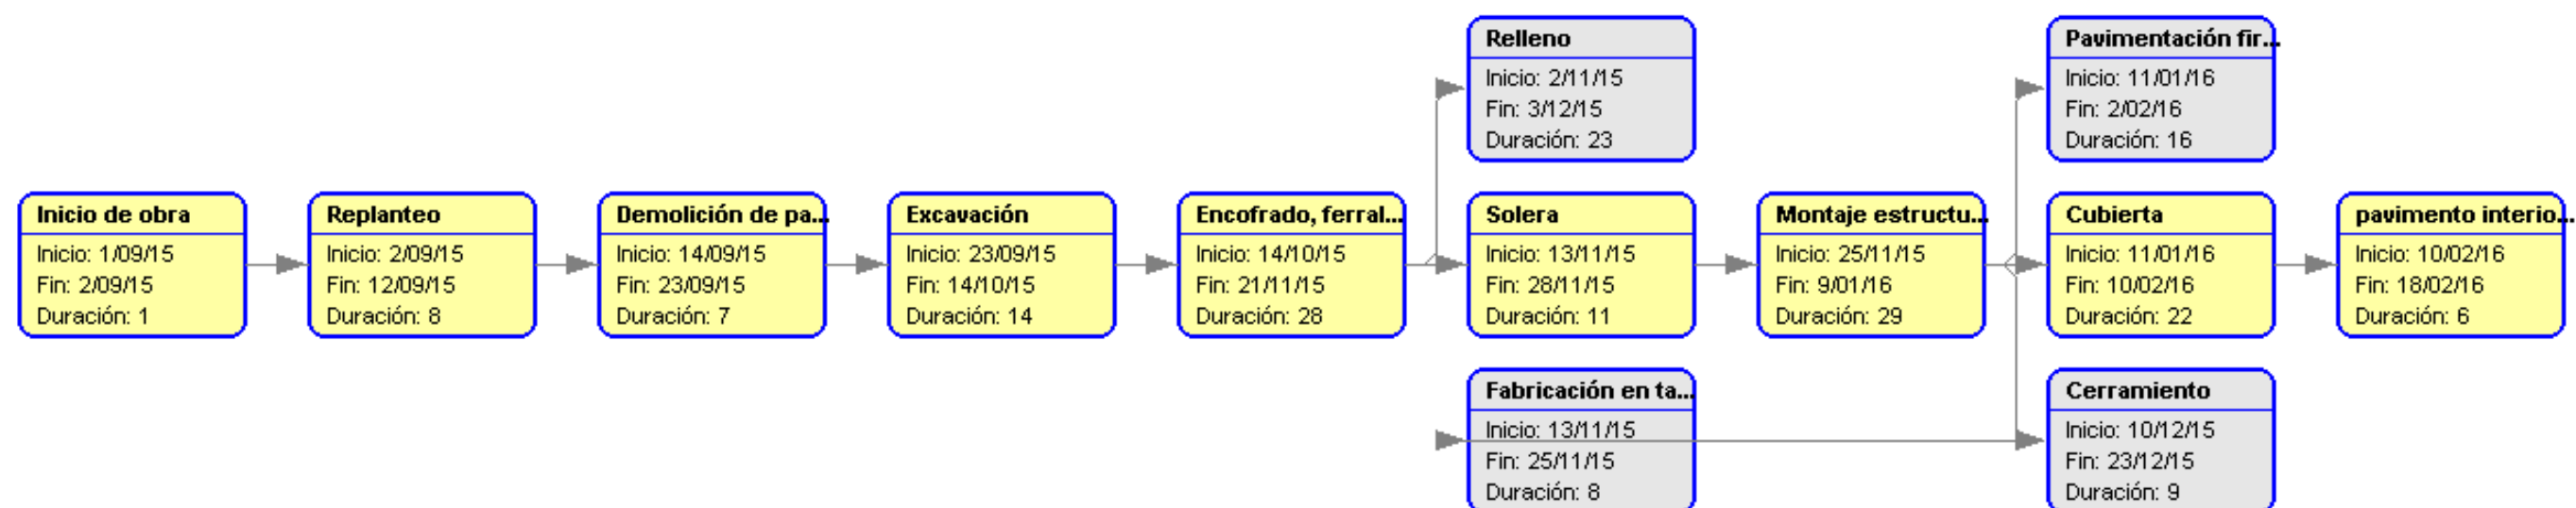 Relleno
Inicio: 2/11/15
Fin: 3/12/15
Duración: 23
Pavimentación fir...
Inicio: 11/01/16
Fin: 2/02/16
Duración: 16
Inicio de obra
Inicio: 1/09/15
Fin: 2/09/15
Duración: 1
Replanteo
Inicio: 2/09/15
Fin: 12/09/15
Duración: 8
Demolición de pa...
Inicio: 14/09/15
Fin: 23/09/15
Duración: 7
Excavación
Inicio: 23/09/15
Fin: 14/10/15
Duración: 14
Encofrado, ferral...
Inicio: 14/10/15
Fin: 21/11/15
Duración: 28
Solera
Inicio: 13/11/15
Fin: 28/11/15
Duración: 11
Montaje estructu...
Inicio: 25/11/15
Fin: 9/01/16
Duración: 29
Cubierta
Inicio: 11/01/16
Fin: 10/02/16
Duración: 22
pavimento interio...
Inicio: 10/02/16
Fin: 18/02/16
Duración: 6
Fabricación en ta...
Inicio: 13/11/15
Fin: 25/11/15
Duración: 8
Cerramiento
Inicio: 10/12/15
Fin: 23/12/15
Duración: 9